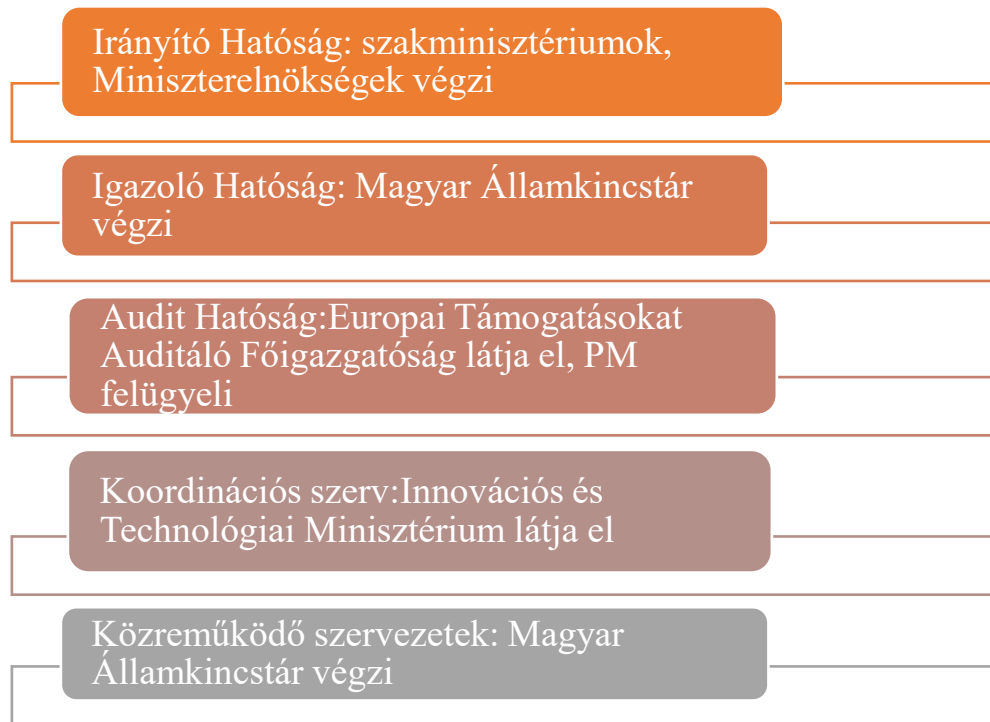 Irányító Hatóság: szakminisztériumok,
Miniszterelnökségek végzi
Igazoló Hatóság: Magyar Államkincstár
végzi
Audit Hatóság:Europai Támogatásokat
Auditáló Főigazgatóság látja el, PM
felügyeli
Koordinációs szerv:Innovációs és
Technológiai Minisztérium látja el
Közreműködő szervezetek: Magyar
Államkincstár végzi